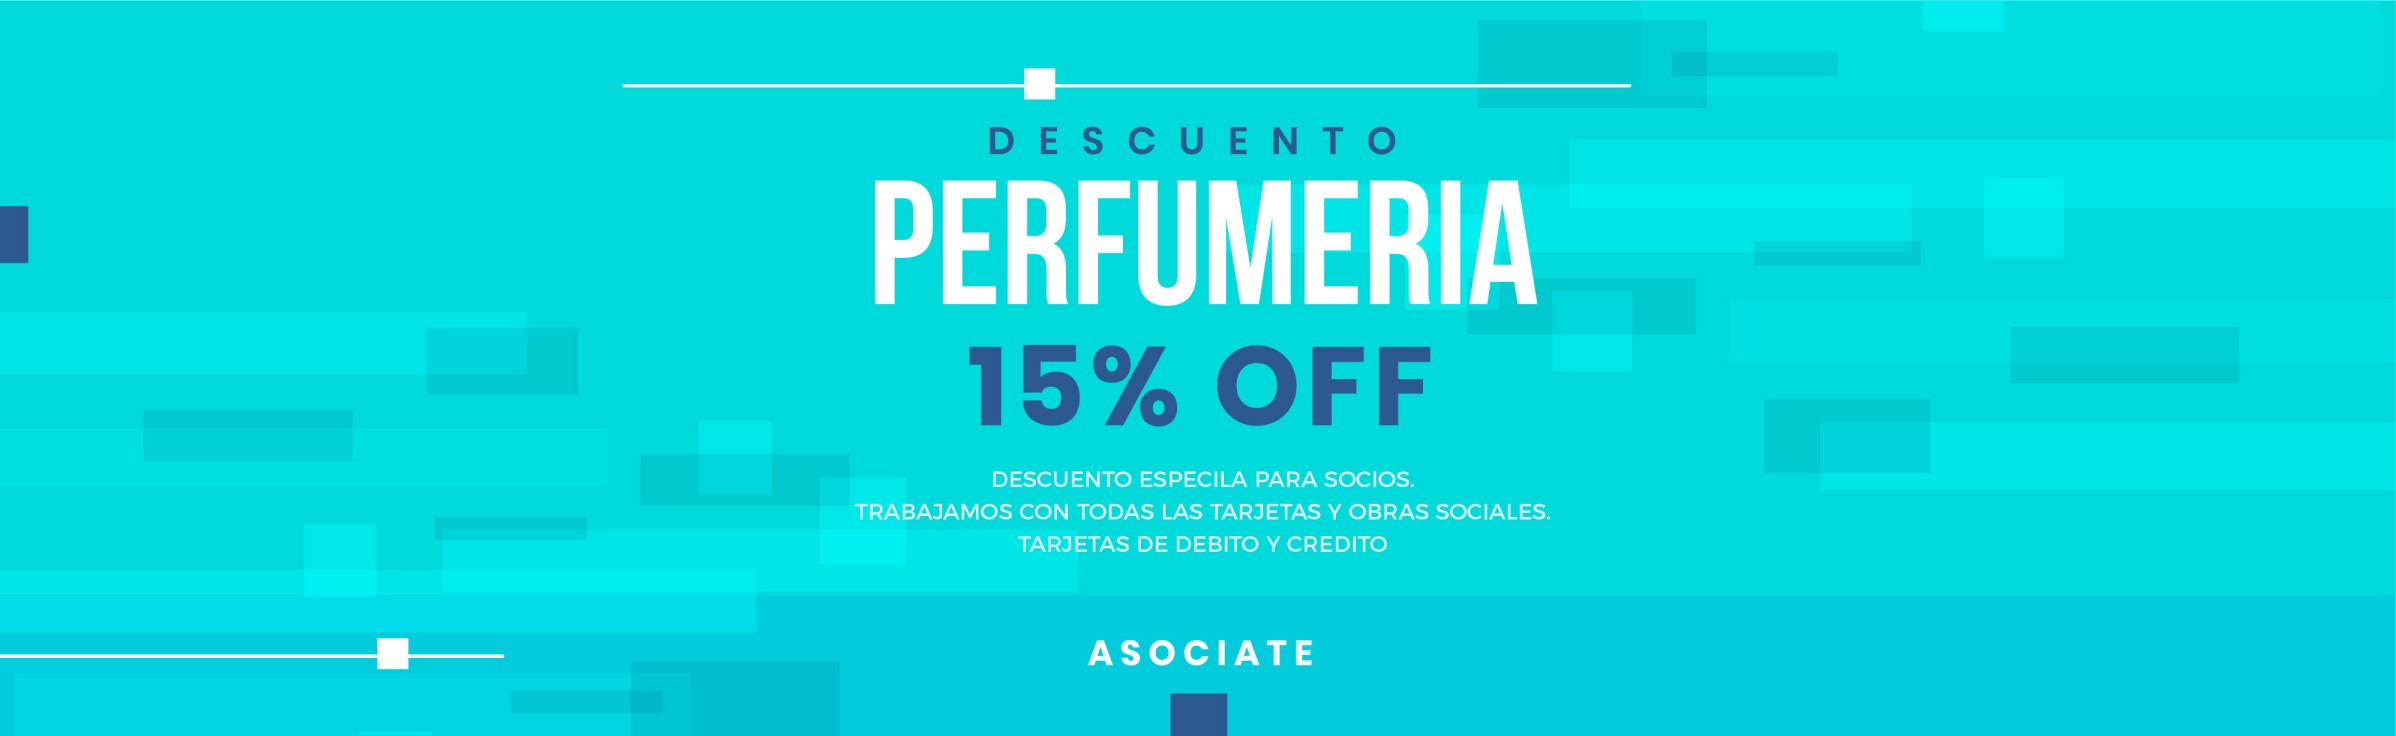 DESCUENTO
PERFUMERIA
15% OFF
DESCUENTO ESPECILA PARA SOCIOS.
TRABAJAMOS CON TODAS LAS TARJETAS Y OBRAS SOCIALES.
TARJETAS DE DEBITO Y CREDITO
ASOCIATE